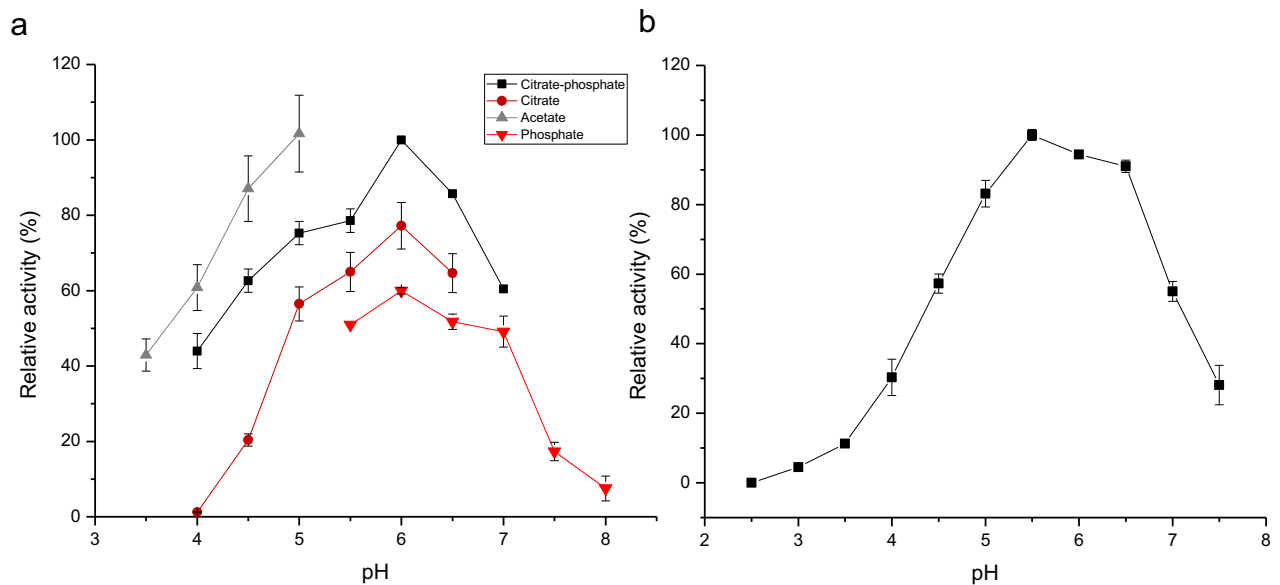 a
Relative activity (%)
120
100
80
60
40
20
0
3
4
5
6
7
8
pH
Citrate-phosphate
Citrate
Acetate
Phosphate
b
Relative activity (%)
120
100
80
60
40
20
0
2
3
4
5
6
7
8
pH